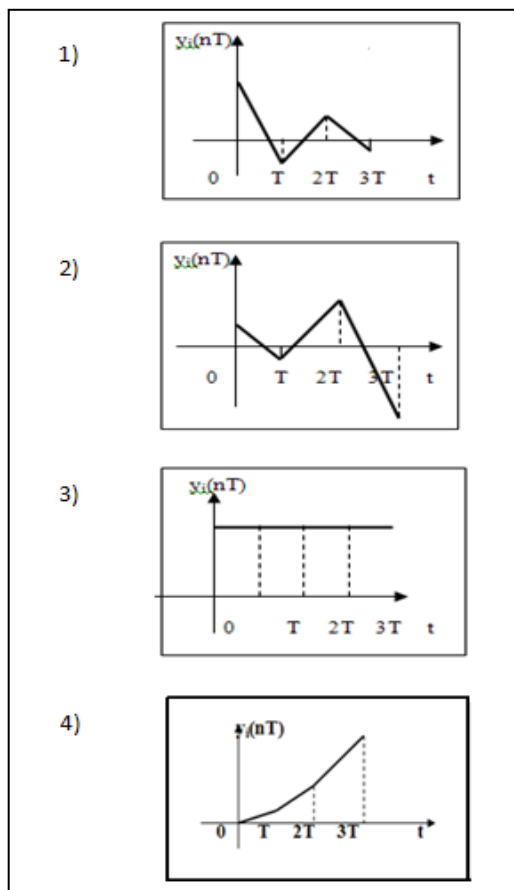 1)
yᵢ(nT)
0 T 2T 3T t
2)
yᵢ(nT)
0 T 2T 3T t
3)
yᵢ(nT)
0 T 2T 3T t
4)
yᵢ(nT)
0 T 2T 3T t